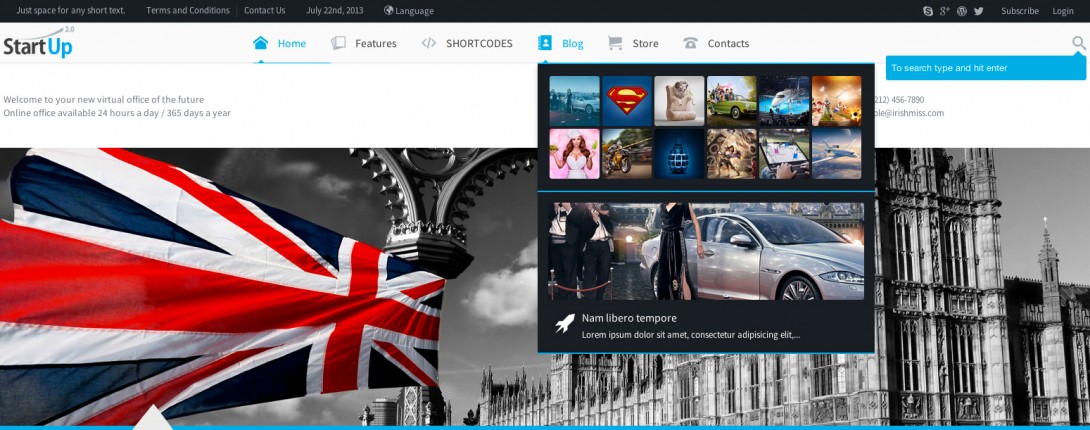 Just space for any short text. Terms and Conditions Contact Us July 22nd, 2013 Language Subscribe Login
StartUp 2.0
Home Features SHORTCODES Blog Store Contacts
To search type and hit enter
Welcome to your new virtual office of the future
Online office available 24 hours a day / 365 days a year
(212) 456-7890
ple@irishmiss.com
Nam libero tempore
Lorem ipsum dolor sit amet, consectetur adipisicing elit,...